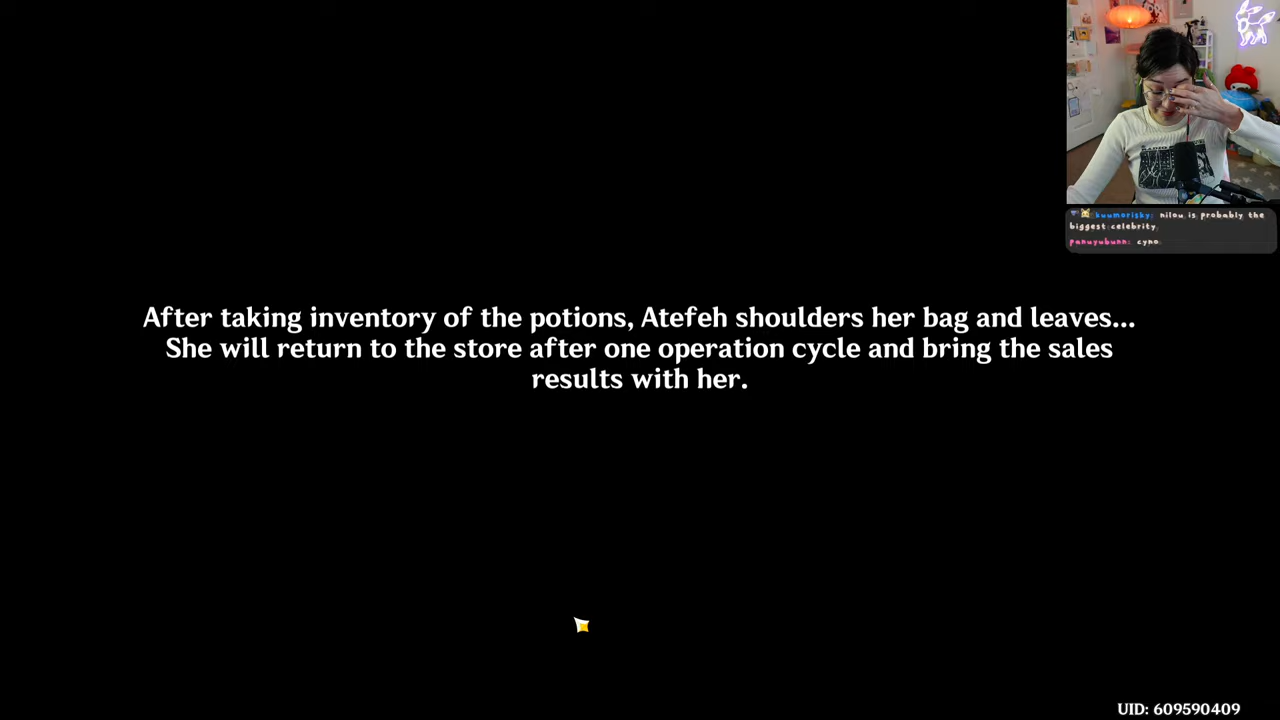 kuumorisky: nilou is probably the
biggest celebrity
panuyubunn: cyno
After taking inventory of the potions, Atefeh shoulders her bag and leaves...
She will return to the store after one operation cycle and bring the sales
results with her.
UID: 609590409